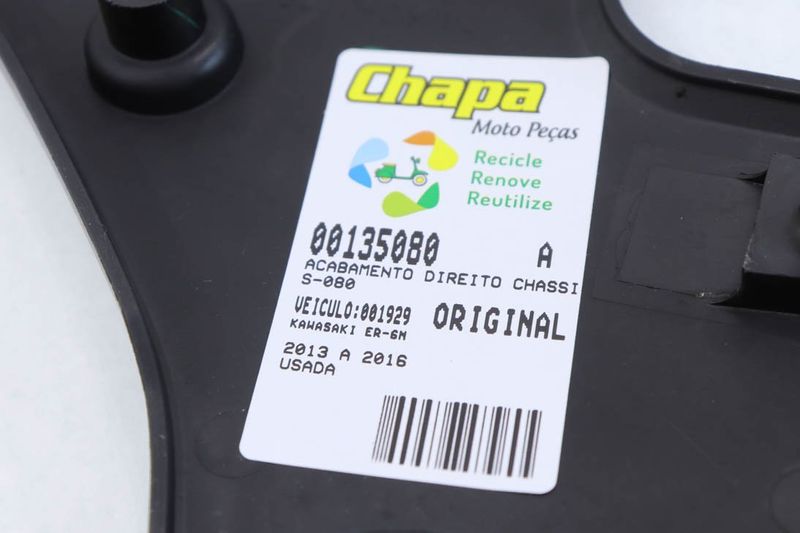 Chapa
Moto Peças
Recicle
Renove
Reutilize
00135080 A
ACABAMENTO DIREITO CHASSI
S-080
VEICULO:001929 ORIGINAL
KAWASAKI ER-6N
2013 A 2016
USADA